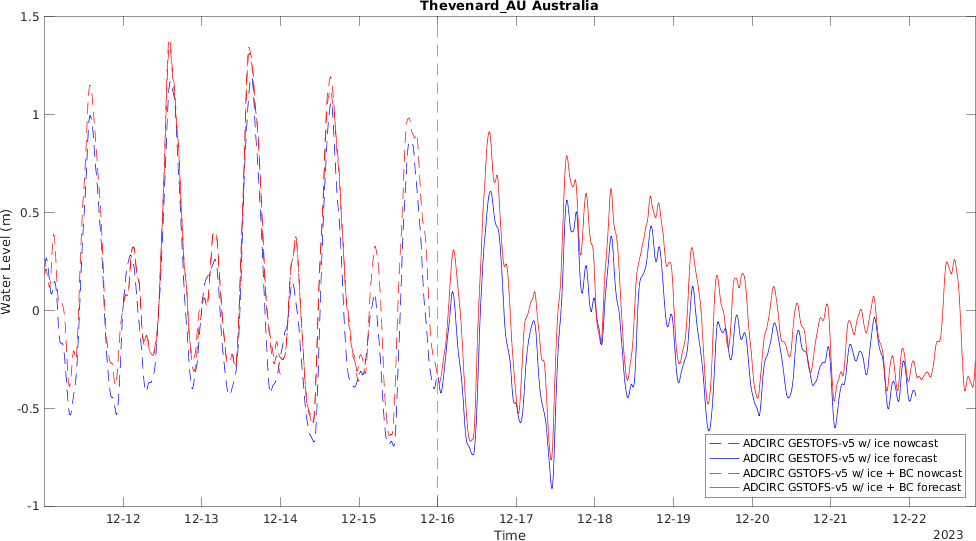 Thevenard_AU Australia
Water Level (m)
1.5
1
0.5
0
-0.5
-1
12-12 12-13 12-14 12-15 12-16 12-17 12-18 12-19 12-20 12-21 12-22
Time
2023
ADCIRC GESTOFS-v5 w/ ice nowcast
ADCIRC GESTOFS-v5 w/ ice forecast
ADCIRC GSTOFS-v5 w/ ice + BC nowcast
ADCIRC GSTOFS-v5 w/ ice + BC forecast